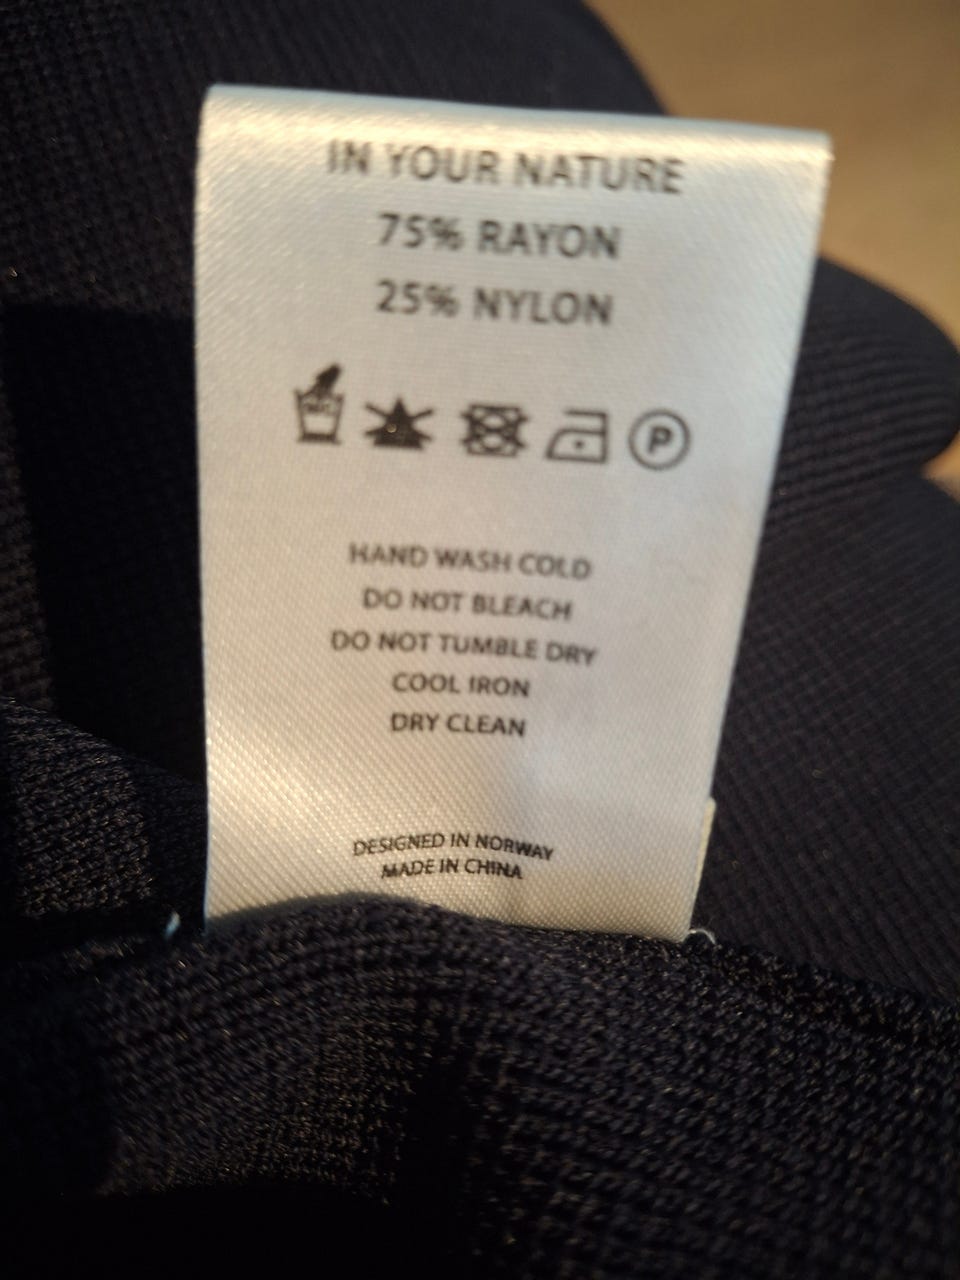 IN YOUR NATURE
75% RAYON
25% NYLON
P
HAND WASH COLD
DO NOT BLEACH
DO NOT TUMBLE DRY
COOL IRON
DRY CLEAN
DESIGNED IN NORWAY
MADE IN CHINA